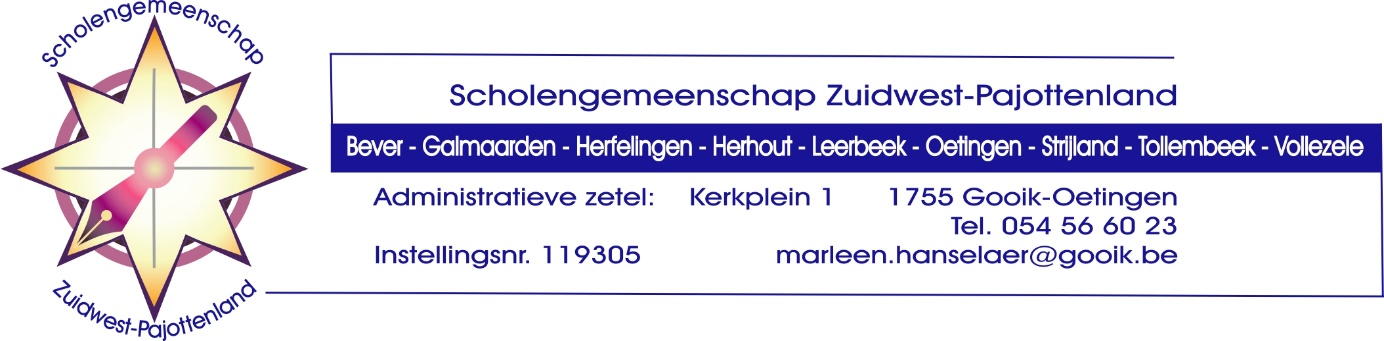 Scholengemeenschap
Zuidwest-Pajottenland
Scholengemeenschap Zuidwest-Pajottenland
Bever - Galmaarden - Herfelingen - Herhout - Leerbeek - Oetingen - Strijland - Tollembeek - Vollezele
Administratieve zetel: Kerkplein 1 1755 Gooik-Oetingen
Tel. 054 56 60 23
Instellingsnr. 119305 marleen.hanselaer@gooik.be